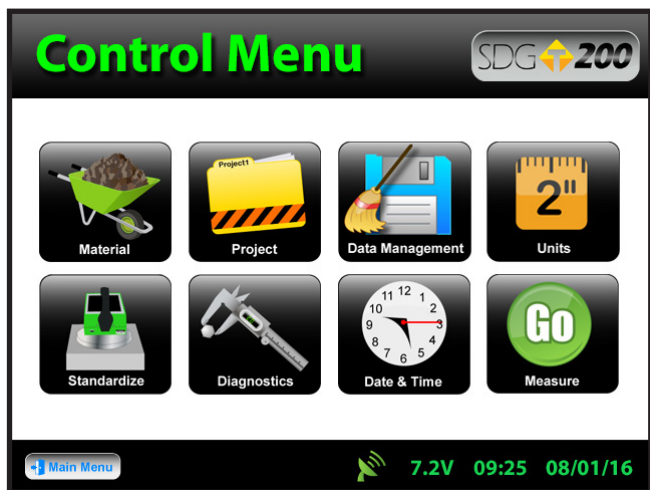 Control Menu
SDG 200
Project1
2"
Material
Project
Data Management
Units
11 12 1
10 2
9 3
8 4
7 6 5
Go
Standardize
Diagnostics
Date & Time
Measure
Main Menu
7.2V 09:25 08/01/16